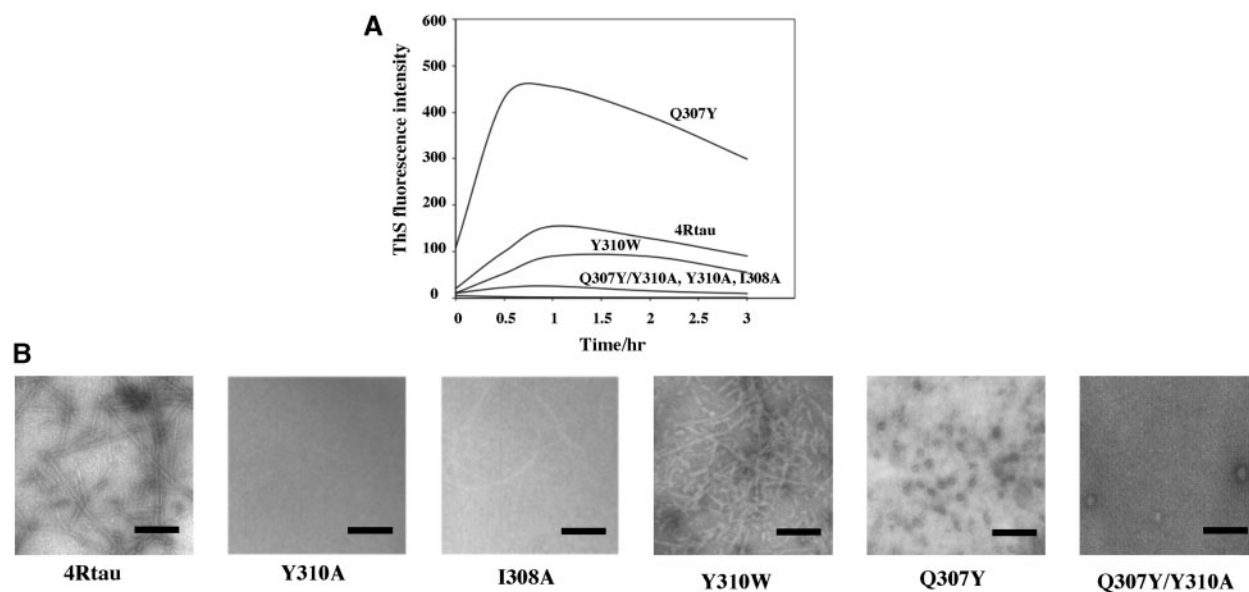 A
ThS fluorescence intensity
600
500
400
300
200
100
0
Q307Y
4Rtau
Y310W
Q307Y/Y310A, Y310A, I308A
0 0.5 1 1.5 2 2.5 3
Time/hr
B
4Rtau Y310A I308A Y310W Q307Y Q307Y/Y310A